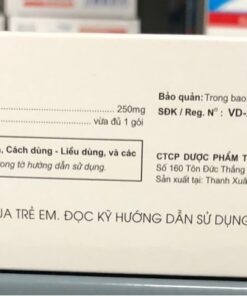 Bảo quản: Trong bao
250mg
SĐK / Reg. Nº : VD-
vừa đủ 1 gói
, Cách dùng - Liều dùng, và các
ong tờ hướng dẫn sử dụng.
CTCP DƯỢC PHẨM T
Số 160 Tôn Đức Thắng
Sản xuất tại: Thanh Xuâ
ỦA TRẺ EM. ĐỌC KỸ HƯỚNG DẪN SỬ DỤNG